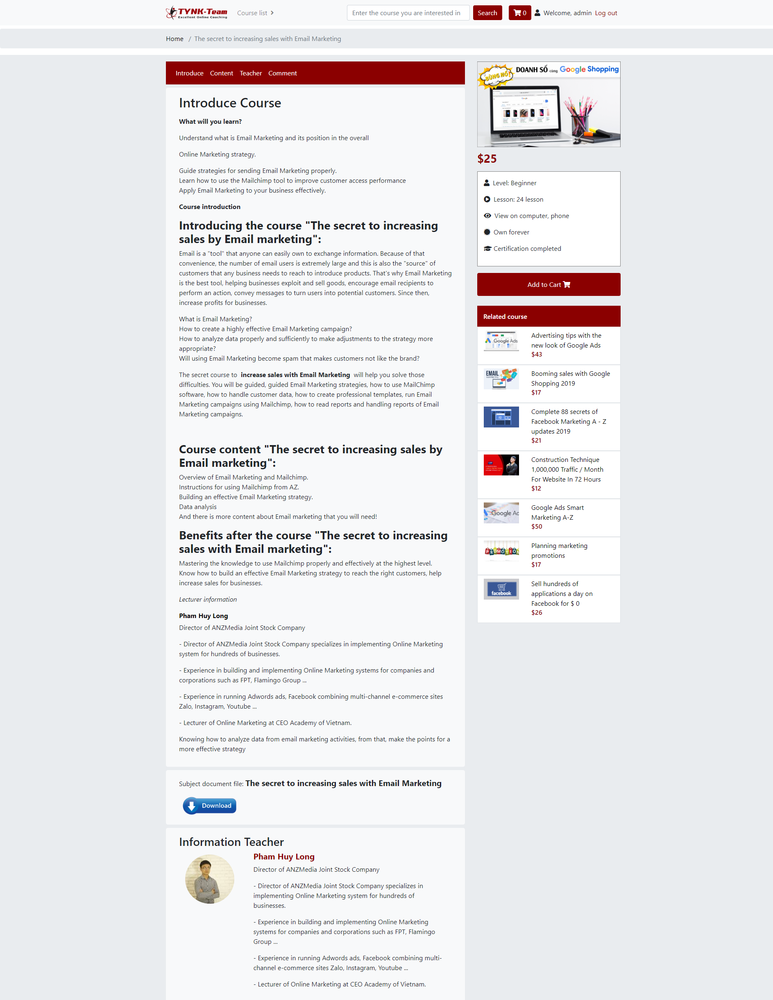 TYNK-Team
Excellent Online Coaching
Course list
Enter the course you are interested in
Search
0
Welcome, admin
Log out
Home / The secret to increasing sales with Email Marketing
Introduce Content Teacher Comment
Introduce Course
What will you learn?
Understand what is Email Marketing and its position in the overall
Online Marketing strategy.
Guide strategies for sending Email Marketing properly.
Learn how to use the Mailchimp tool to improve customer access performance
Apply Email Marketing to your business effectively.
Course introduction
Introducing the course "The secret to increasing
sales by Email marketing":
Email is a "tool" that anyone can easily own to exchange information. Because of that
convenience, the number of email users is extremely large and this is also the "source" of
customers that any business needs to reach to introduce products. That's why Email Marketing
is the best tool, helping businesses exploit and sell goods, encourage email recipients to
perform an action, convey messages to turn users into potential customers. Since then,
increase profits for businesses.
What is Email Marketing?
How to create a highly effective Email Marketing campaign?
How to analyze data properly and sufficiently to make adjustments to the strategy more
appropriate?
Will using Email Marketing become spam that makes customers not like the brand?
The secret course to increase sales with Email Marketing will help you solve those
difficulties. You will be guided, guided Email Marketing strategies, how to use MailChimp
software, how to handle customer data, how to create professional templates, run Email
Marketing campaigns using Mailchimp, how to read reports and handling reports of Email
Marketing campaigns.
Course content "The secret to increasing sales by
Email marketing":
Overview of Email Marketing and Mailchimp.
Instructions for using Mailchimp from AZ.
Building an effective Email Marketing strategy.
Data analysis
And there is more content about Email marketing that you will need!
Benefits after the course "The secret to increasing
sales with Email marketing":
Mastering the knowledge to use Mailchimp properly and effectively at the highest level.
Know how to build an effective Email Marketing strategy to reach the right customers, help
increase sales for businesses.
Lecturer information
Pham Huy Long
Director of ANZMedia Joint Stock Company
- Director of ANZMedia Joint Stock Company specializes in implementing Online Marketing
system for hundreds of businesses.
- Experience in building and implementing Online Marketing systems for companies and
corporations such as FPT, Flamingo Group ...
- Experience in running Adwords ads, Facebook combining multi-channel e-commerce sites
Zalo, Instagram, Youtube ...
- Lecturer of Online Marketing at CEO Academy of Vietnam.
Knowing how to analyze data from email marketing activities, from that, make the points for a
more effective strategy
Subject document file: The secret to increasing sales with Email Marketing
Download
Information Teacher
Pham Huy Long
Director of ANZMedia Joint Stock Company
- Director of ANZMedia Joint Stock Company specializes in
implementing Online Marketing system for hundreds of
businesses.
- Experience in building and implementing Online Marketing
systems for companies and corporations such as FPT, Flamingo
Group ...
- Experience in running Adwords ads, Facebook combining multi-
channel e-commerce sites Zalo, Instagram, Youtube ...
- Lecturer of Online Marketing at CEO Academy of Vietnam.
BÙNG NỔ!
DOANH SỐ cùng Google Shopping
Google
$25
Level: Beginner
Lesson: 24 lesson
View on computer, phone
Own forever
Certification completed
Add to Cart
Related course
Google Ads
Advertising tips with the
new look of Google Ads
$43
EMAIL
MARKETING
Booming sales with Google
Shopping 2019
$17
AD
Complete 88 secrets of
Facebook Marketing A - Z
updates 2019
$21
Construction Technique
1,000,000 Traffic / Month
For Website In 72 Hours
$12
Google Ad
Google Ads Smart
Marketing A-Z
$50
PROMOTION
Planning marketing
promotions
$17
facebook
Sell hundreds of
applications a day on
Facebook for $ 0
$26